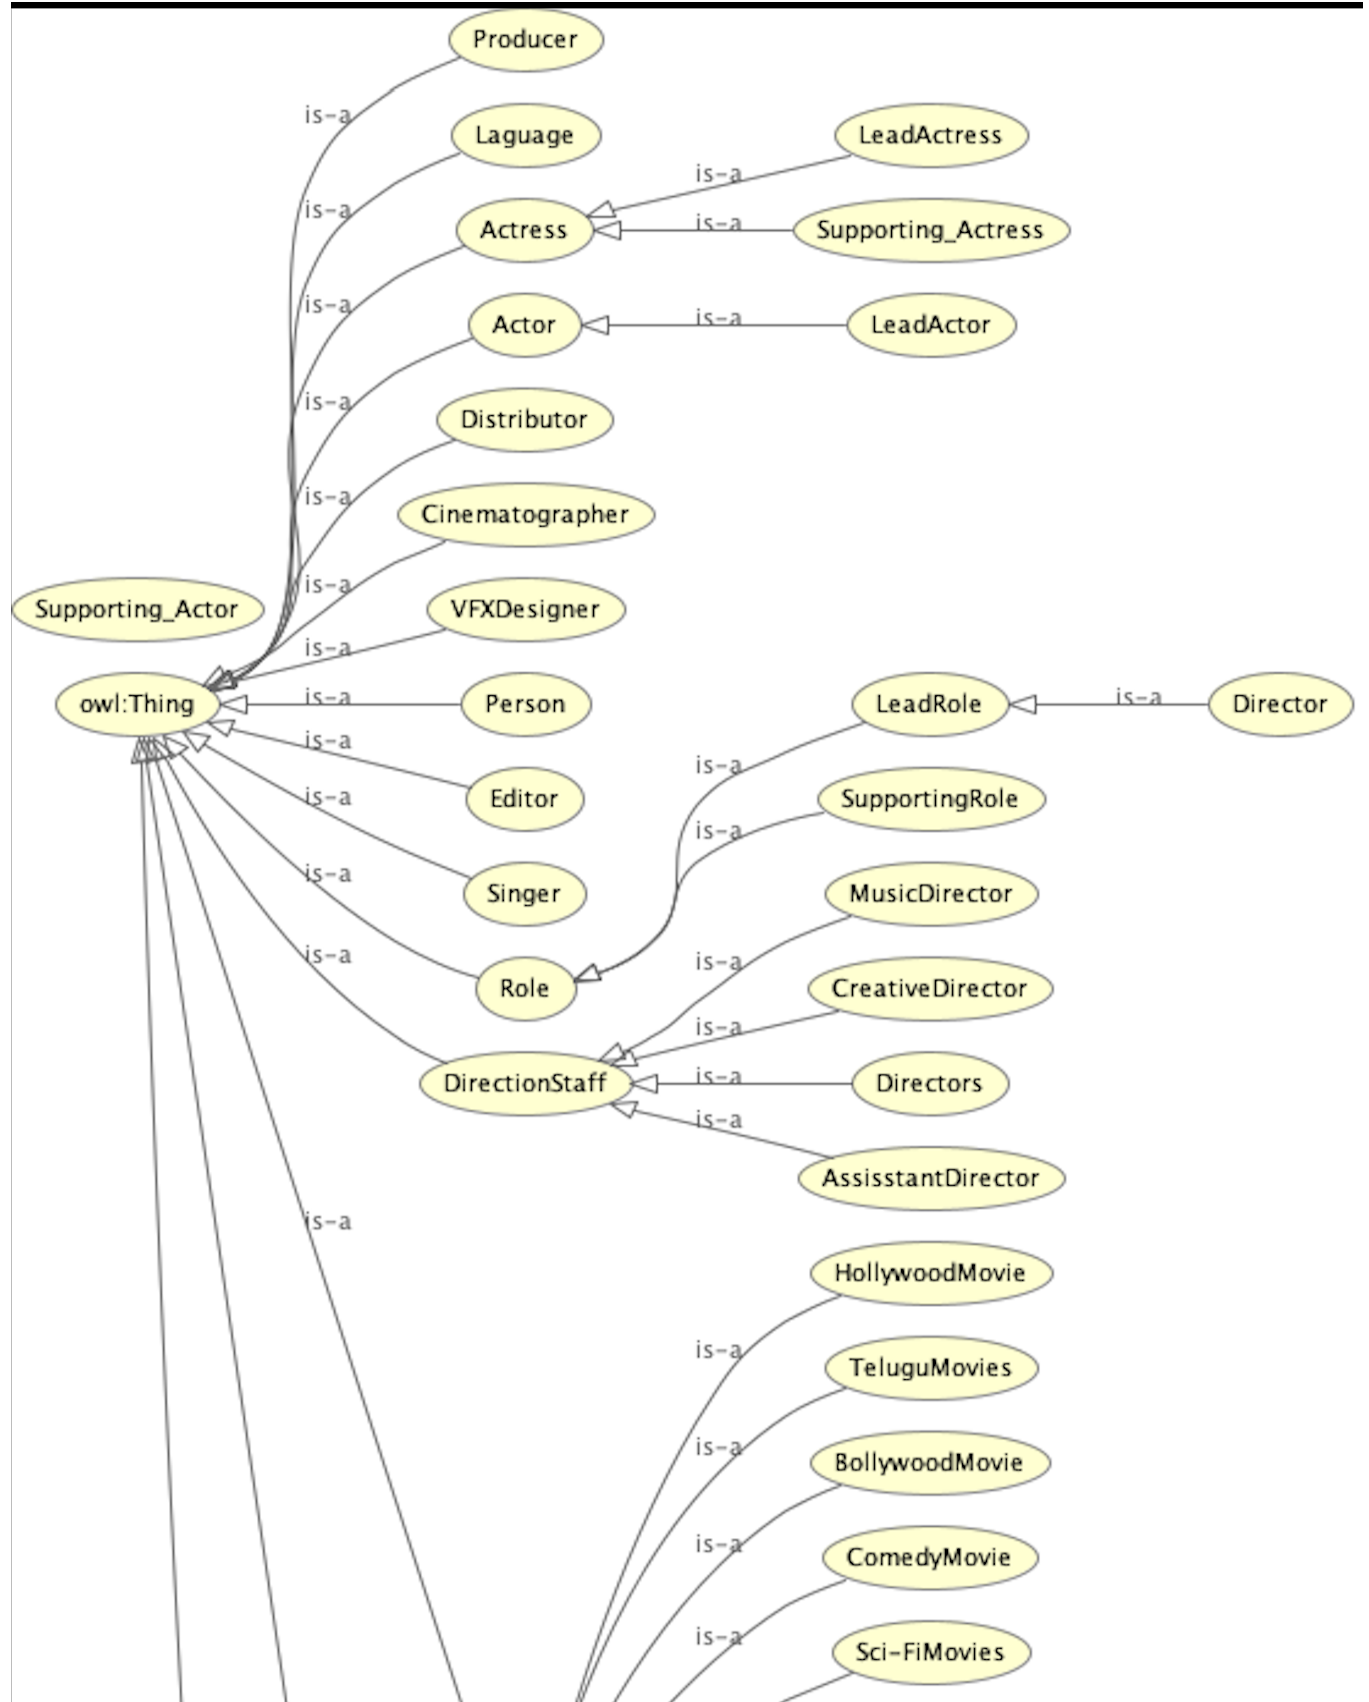 Producer
is-a
Laguage
LeadActress
is-a
is-a
Actress
is-a
Supporting_Actress
is-a
Actor
is-a
LeadActor
is-a
Distributor
is-a
Cinematographer
is-a
Supporting_Actor
VFXDesigner
is-a
owl:Thing
is-a
Person
LeadRole
is-a
Director
is-a
is-a
Editor
SupportingRole
is-a
is-a
is-a
Singer
MusicDirector
is-a
is-a
Role
CreativeDirector
is-a
DirectionStaff
is-a
Directors
is-a
AssisstantDirector
is-a
HollywoodMovie
is-a
TeluguMovies
is-a
BollywoodMovie
is-a
ComedyMovie
is-a
Sci-FiMovies